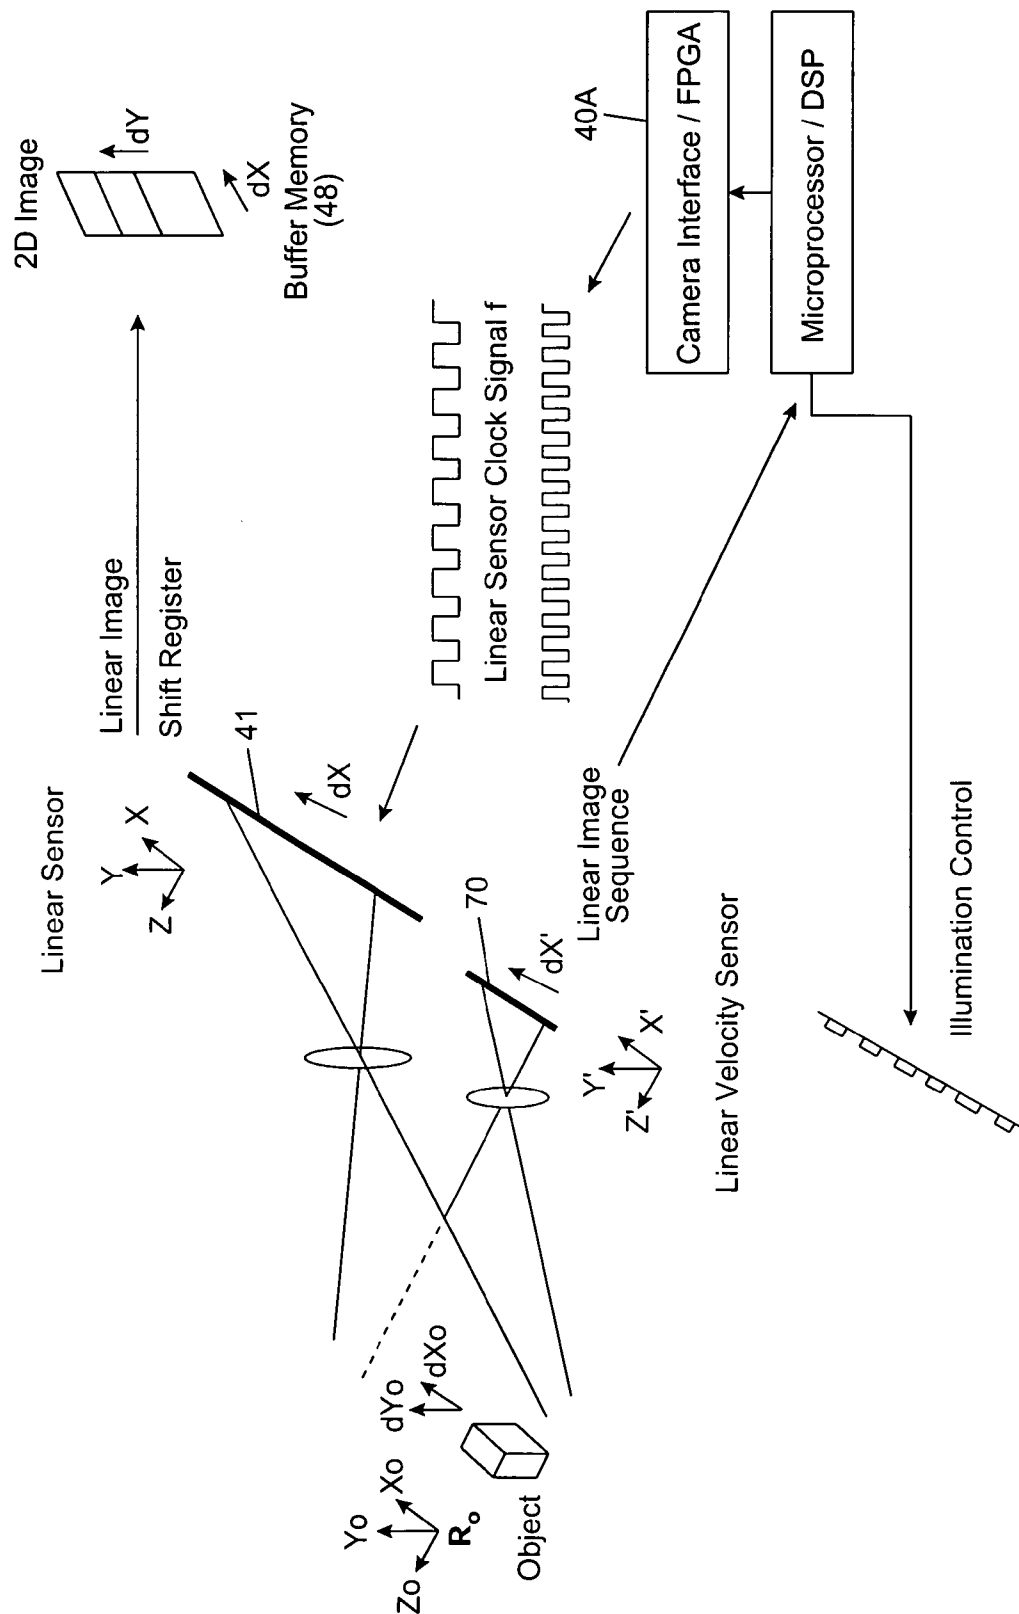 Linear Sensor
Linear Image
Shift Register
2D Image
dY
dX
Buffer Memory
(48)
Y
X
Z
41
dX
Linear Sensor Clock Signal f
40A
Camera Interface / FPGA
Microprocessor / DSP
Yo
Xo
Zo
Ro
dYo
dXo
Object
70
dX'
Linear Image
Sequence
Y'
X'
Z'
Linear Velocity Sensor
Illumination Control